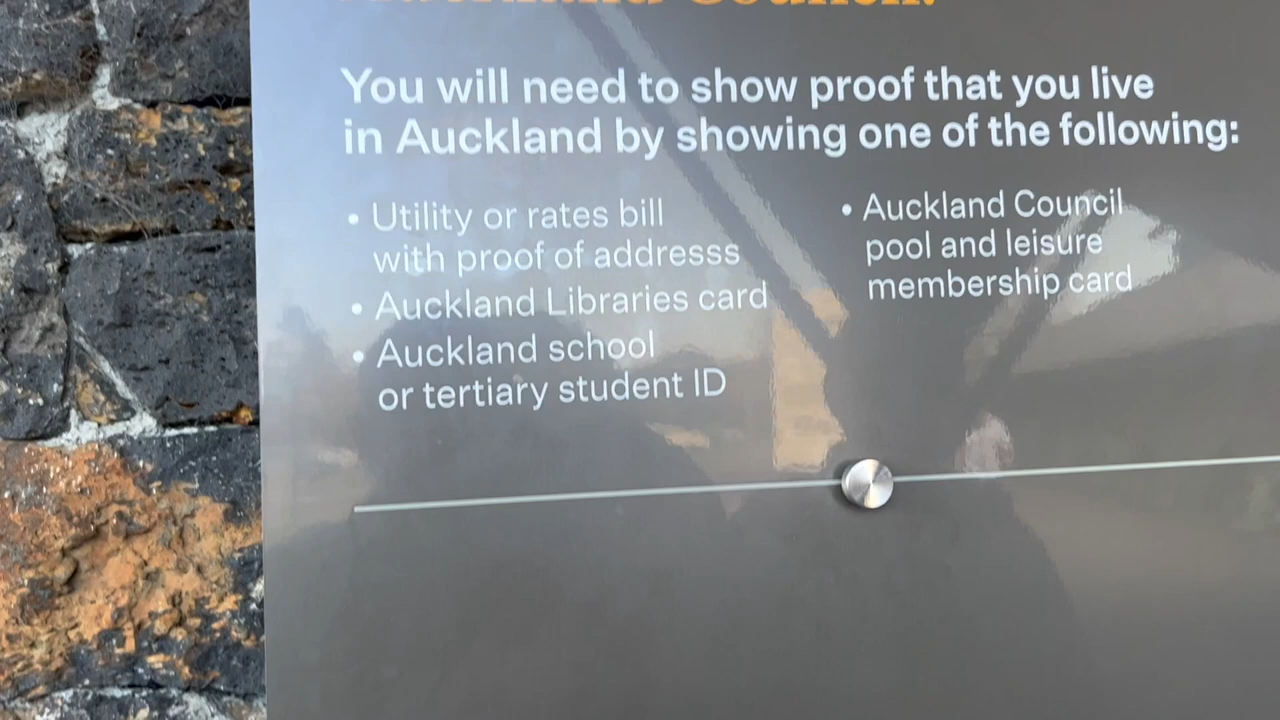 Auckland Council.
You will need to show proof that you live
in Auckland by showing one of the following:
• Utility or rates bill
with proof of addresss
• Auckland Libraries card
• Auckland school
or tertiary student ID
• Auckland Council
pool and leisure
membership card